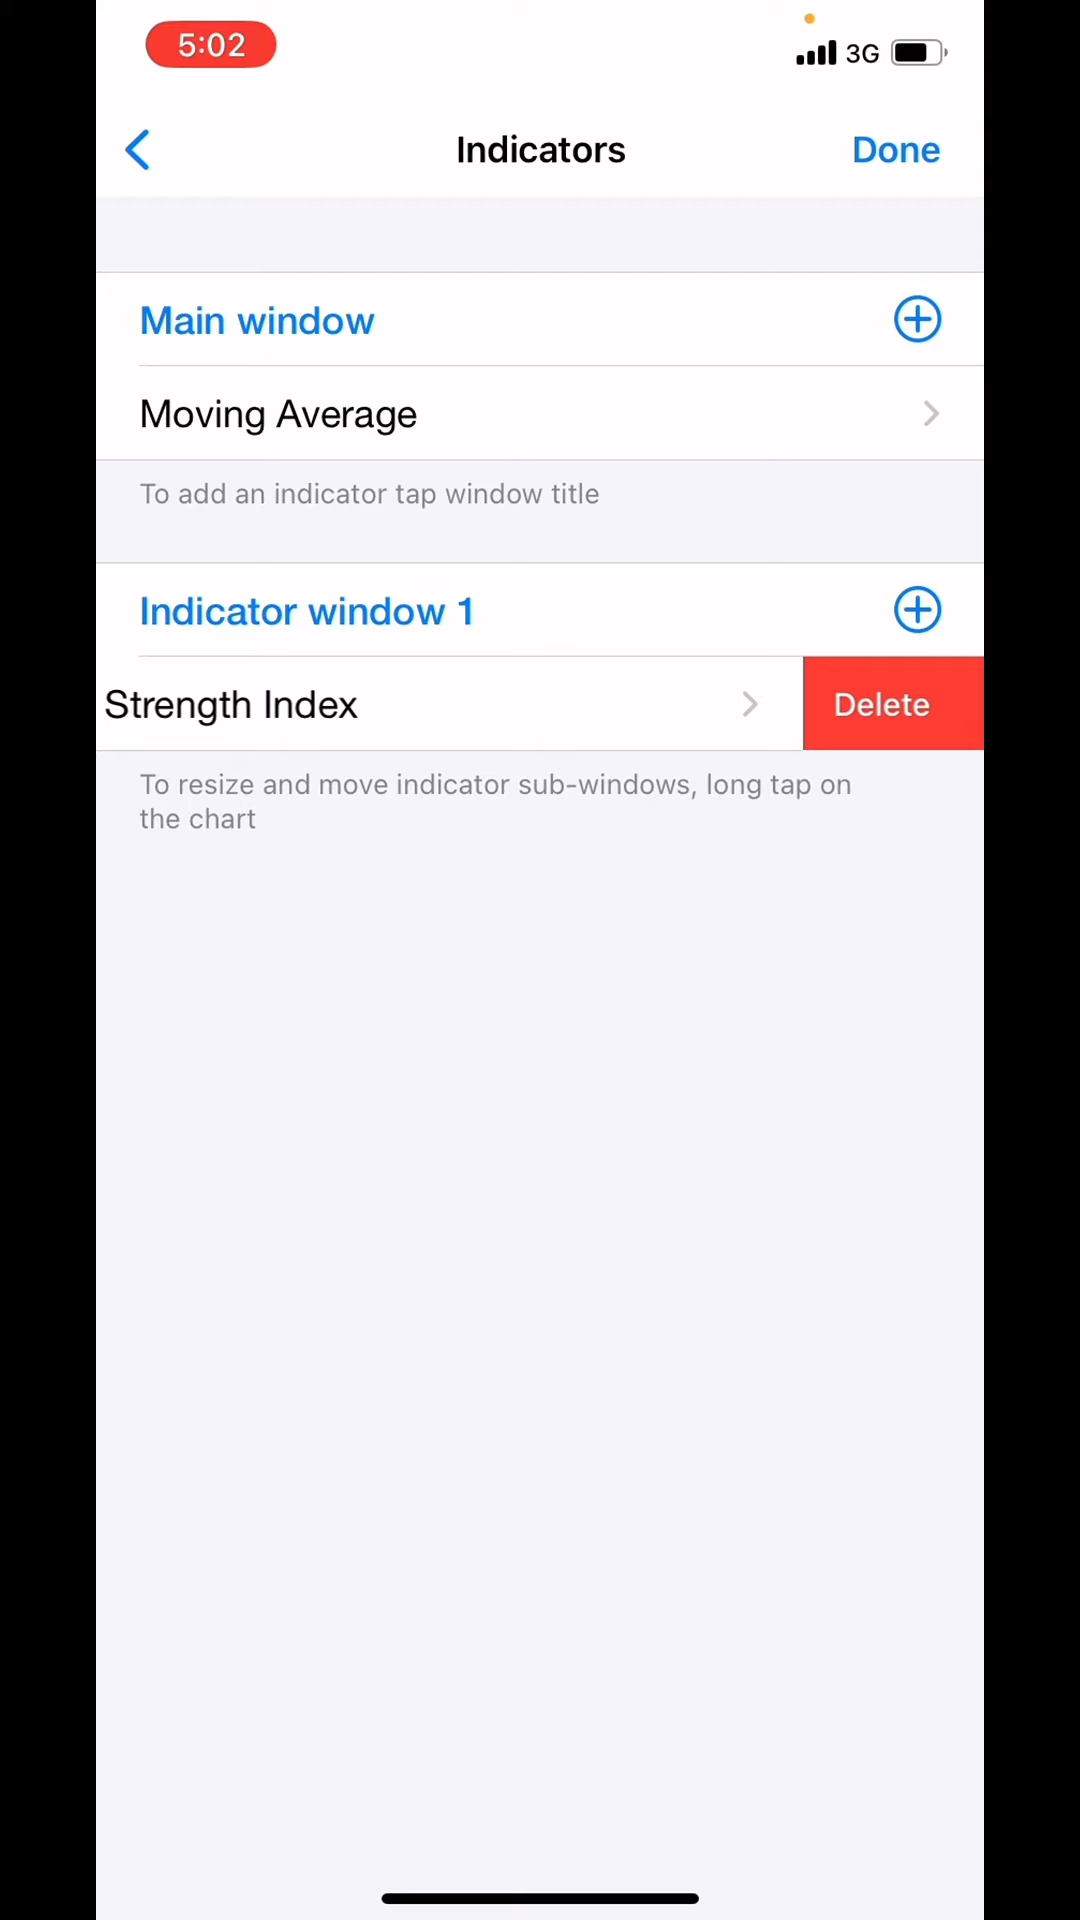 5:02
3G
Indicators
Done
Main window
Moving Average
To add an indicator tap window title
Indicator window 1
Strength Index
Delete
To resize and move indicator sub-windows, long tap on
the chart